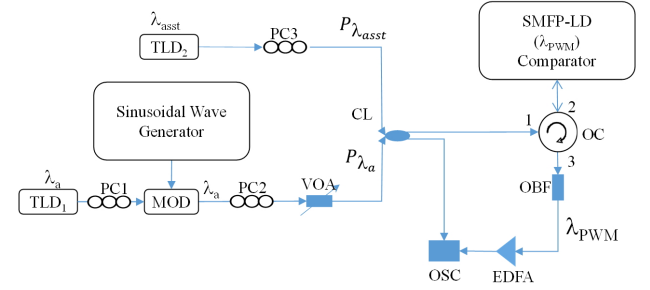 λasst
TLD2
PC3
Pλasst
SMFP-LD
(λPWM)
Comparator
Sinusoidal Wave
Generator
CL
1
2
OC
3
λa
TLD1
PC1
MOD
λa
PC2
VOA
Pλa
OBF
λPWM
OSC
EDFA